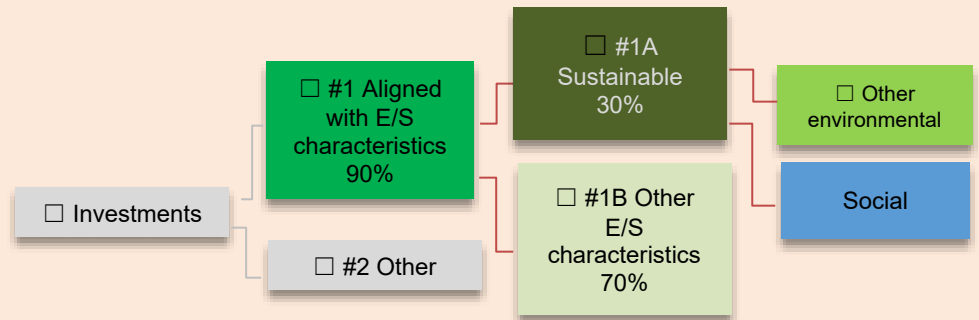 ☐ Investments
☐ #1 Aligned
with E/S
characteristics
90%
☐ #2 Other
☐ #1A
Sustainable
30%
☐ #1B Other
E/S
characteristics
70%
☐ Other
environmental
Social